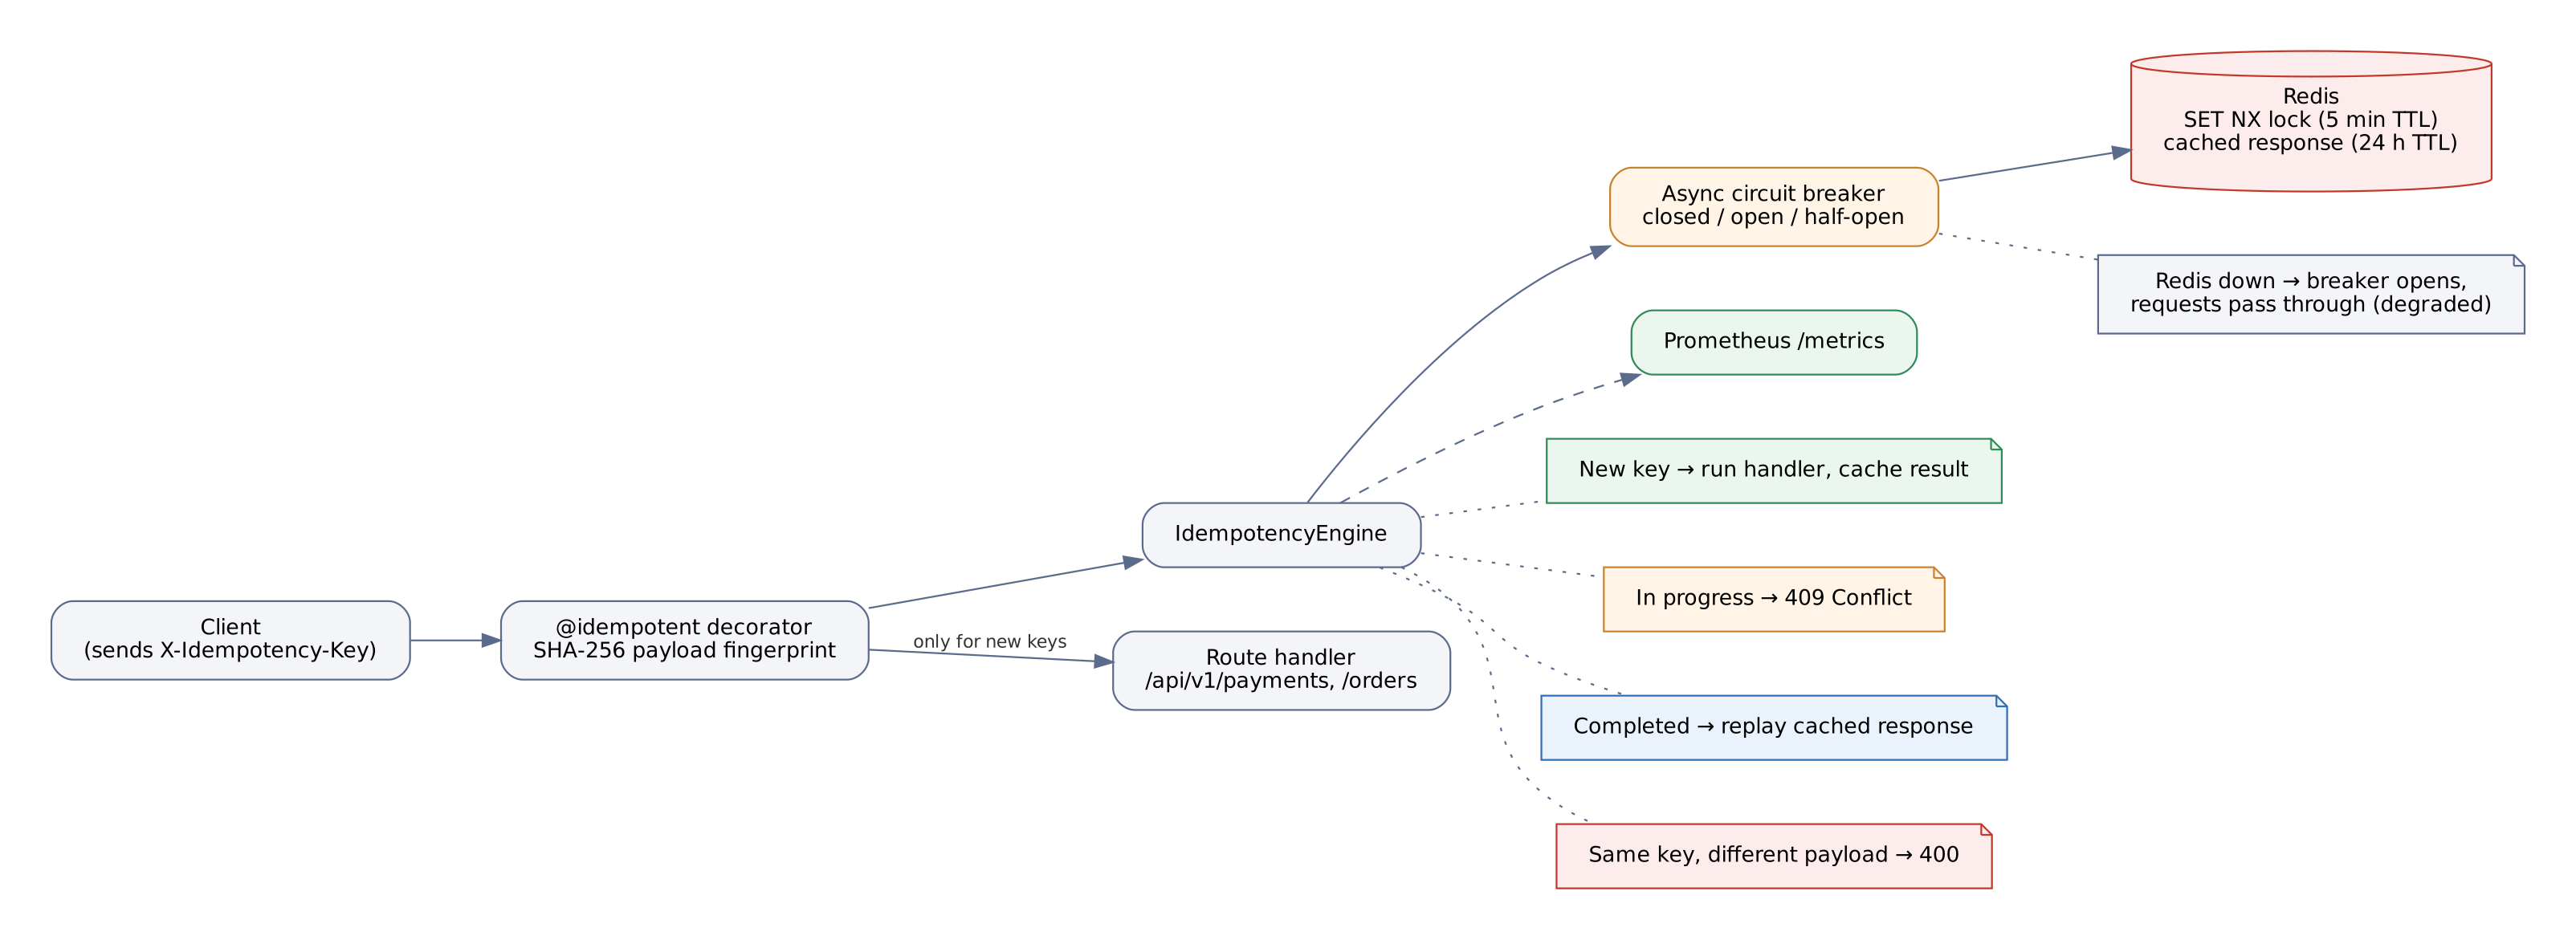 Redis
SET NX lock (5 min TTL)
cached response (24 h TTL)
Async circuit breaker
closed / open / half-open
Redis down → breaker opens,
requests pass through (degraded)
Prometheus /metrics
New key → run handler, cache result
IdempotencyEngine
In progress → 409 Conflict
Client
(sends X-Idempotency-Key)
@idempotent decorator
SHA-256 payload fingerprint
only for new keys
Route handler
/api/v1/payments, /orders
Completed → replay cached response
Same key, different payload → 400